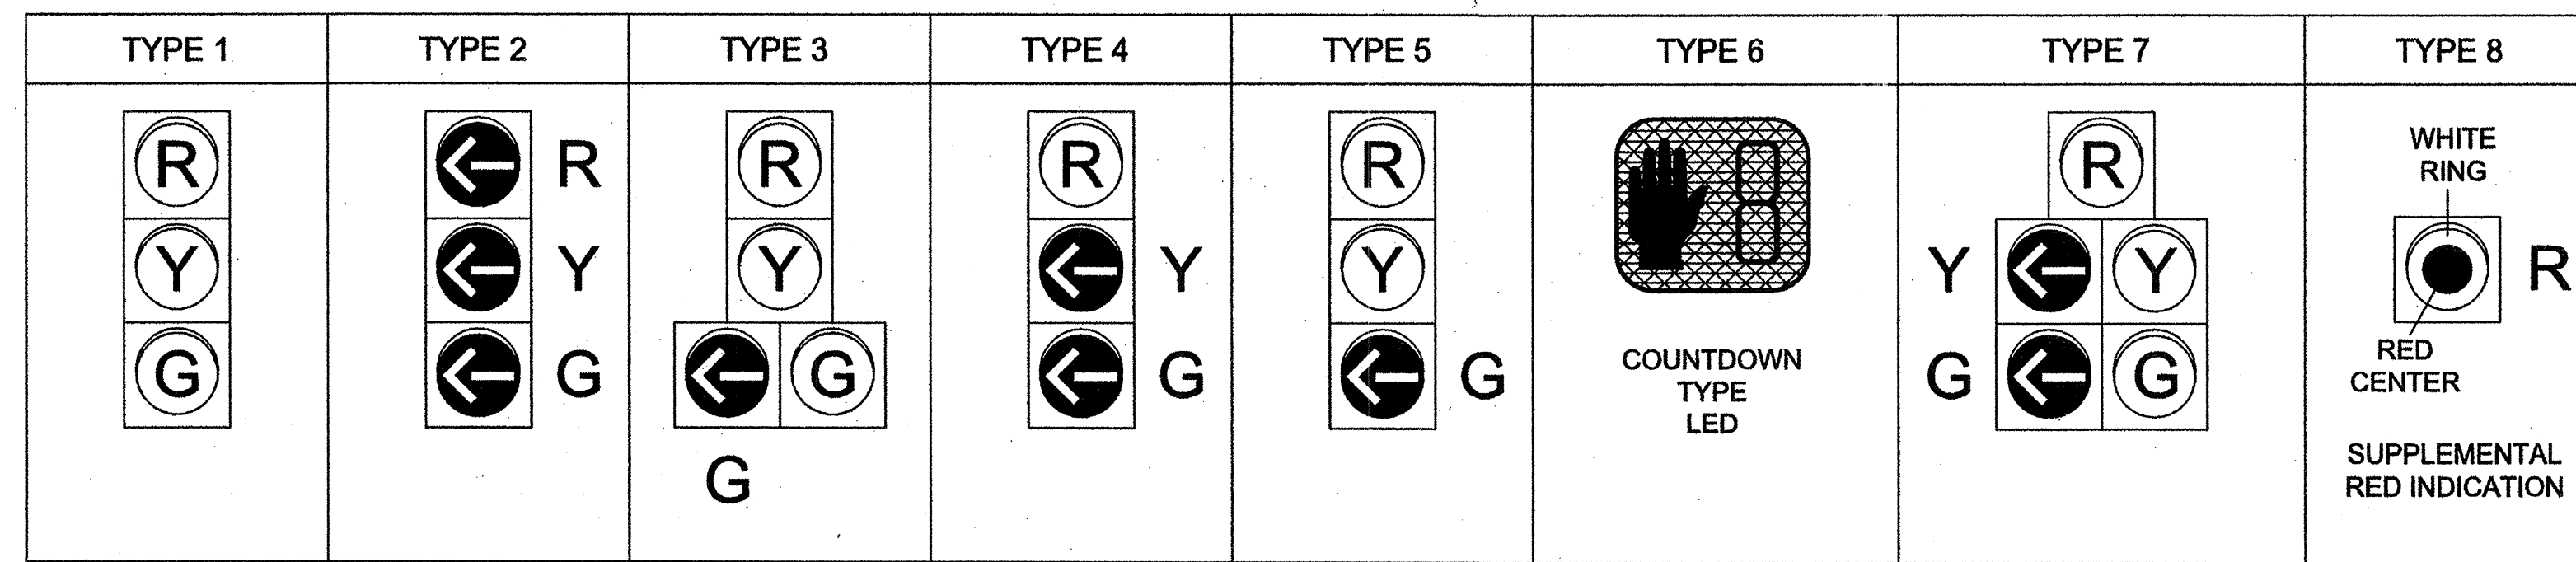 TYPE 1
TYPE 2
TYPE 3
TYPE 4
TYPE 5
TYPE 6
TYPE 7
TYPE 8
R
Y
G
R
Y
G
R
Y
G
G
R
Y
G
R
Y
G
8
COUNTDOWN
TYPE
LED
R
Y
Y
G
G
WHITE
RING
R
RED
CENTER
SUPPLEMENTAL
RED INDICATION